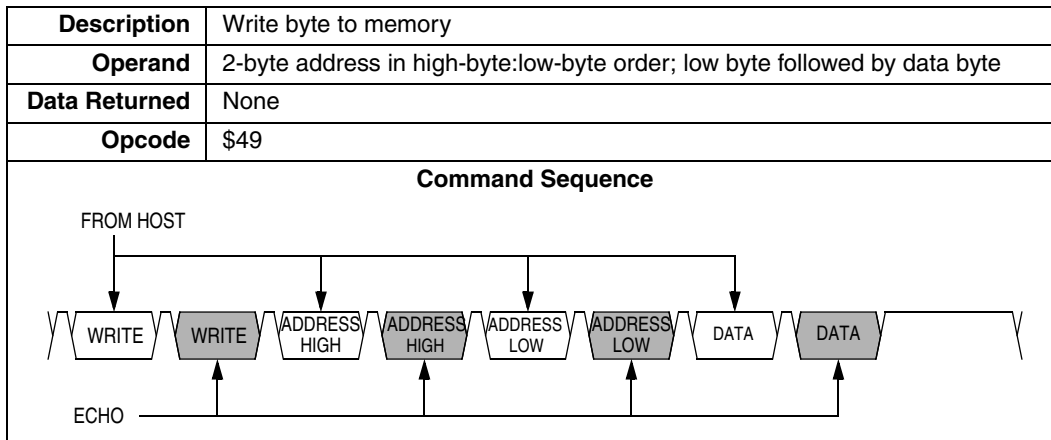 Description Write byte to memory
Operand 2-byte address in high-byte:low-byte order; low byte followed by data byte
Data Returned None
Opcode $49
Command Sequence
FROM HOST
WRITE WRITE ADDRESS HIGH ADDRESS HIGH ADDRESS LOW ADDRESS LOW DATA DATA
ECHO